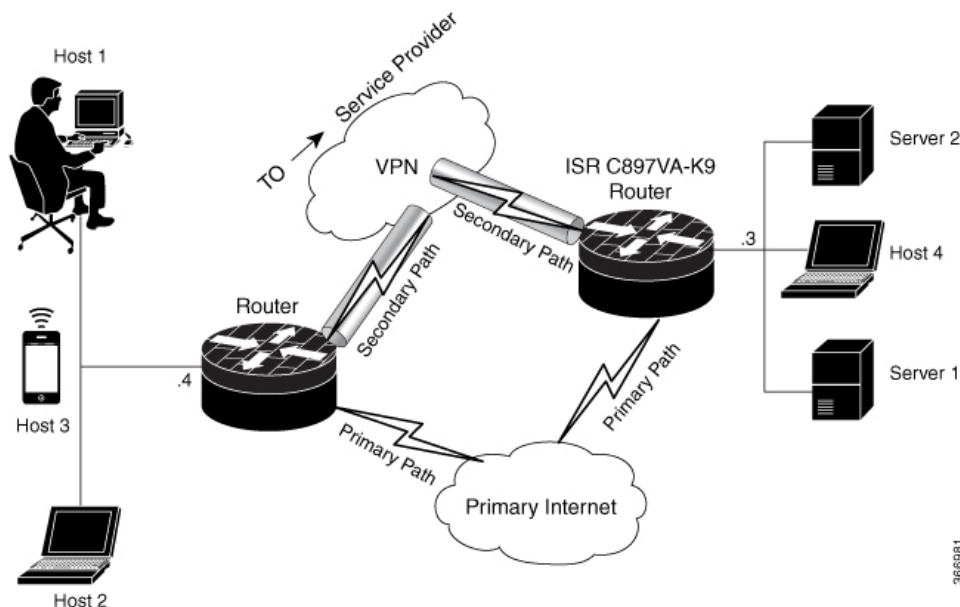 Host 1
TO
Service Provider
VPN
ISR C897VA-K9
Router
Server 2
Secondary Path
.3
Host 4
Router
Secondary Path
Host 3
.4
Server 1
Primary Path
Primary Path
Primary Internet
Host 2
366981